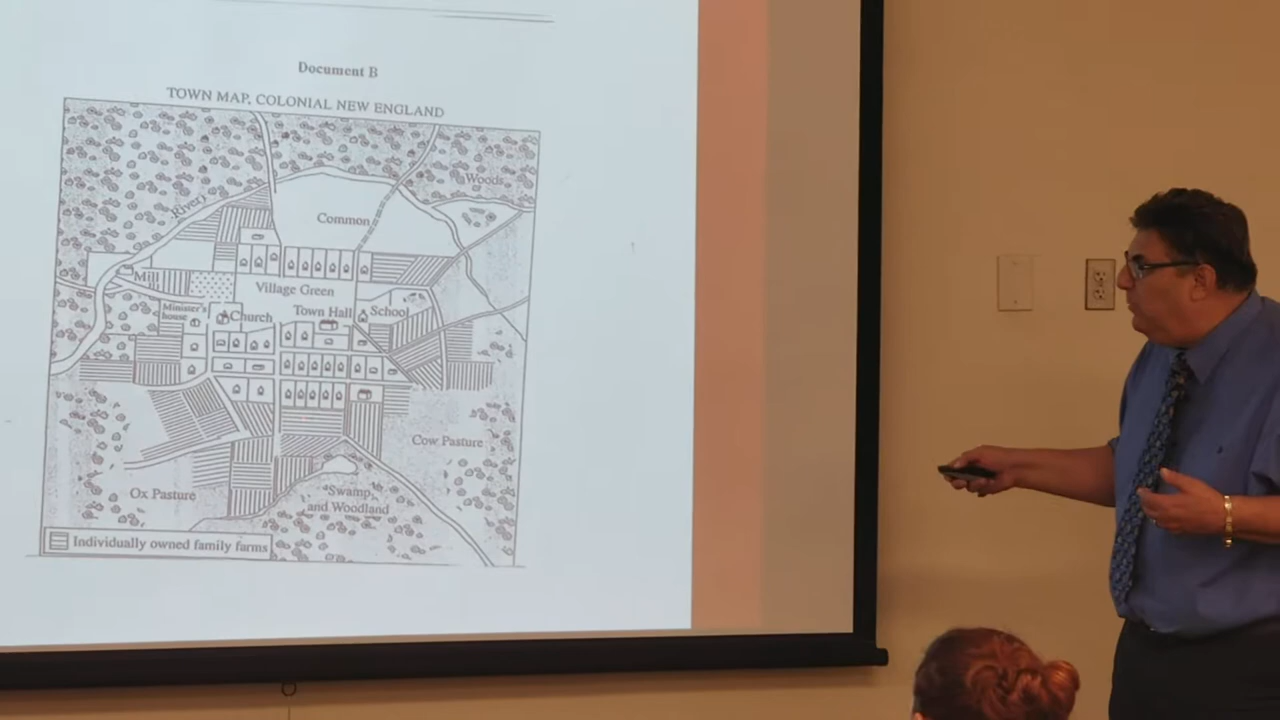 Document B
TOWN MAP, COLONIAL NEW ENGLAND
Woods
River
Common
Mill
Village Green
Minister's
house
Church
Town Hall
School
Cow Pasture
Ox Pasture
Swamp,
and Woodland
Individually owned family farms